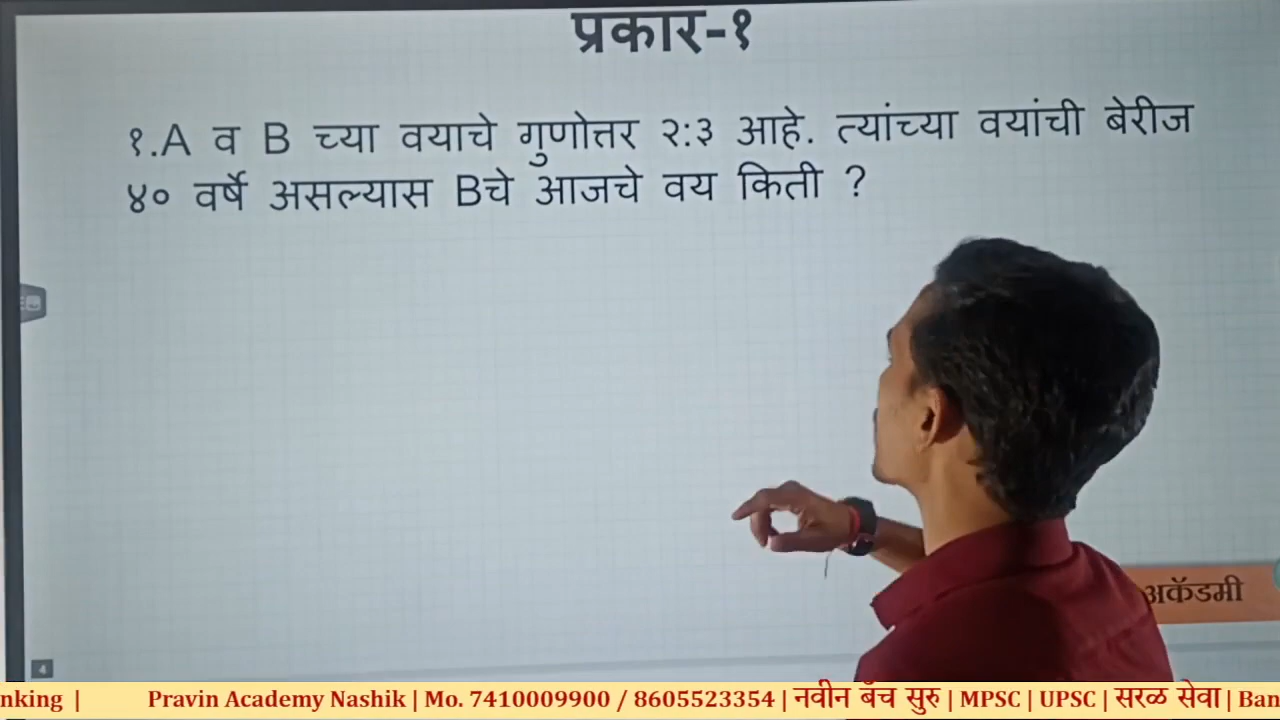 प्रकार-१
१.A व B च्या वयाचे गुणोत्तर २:३ आहे. त्यांच्या वयांची बेरीज
४० वर्षे असल्यास Bचे आजचे वय किती ?
अकॅडमी
4
nking | Pravin Academy Nashik | Mo. 7410009900 / 8605523354 | नवीन बॅच सुरु | MPSC | UPSC | सरळ सेवा | Ban